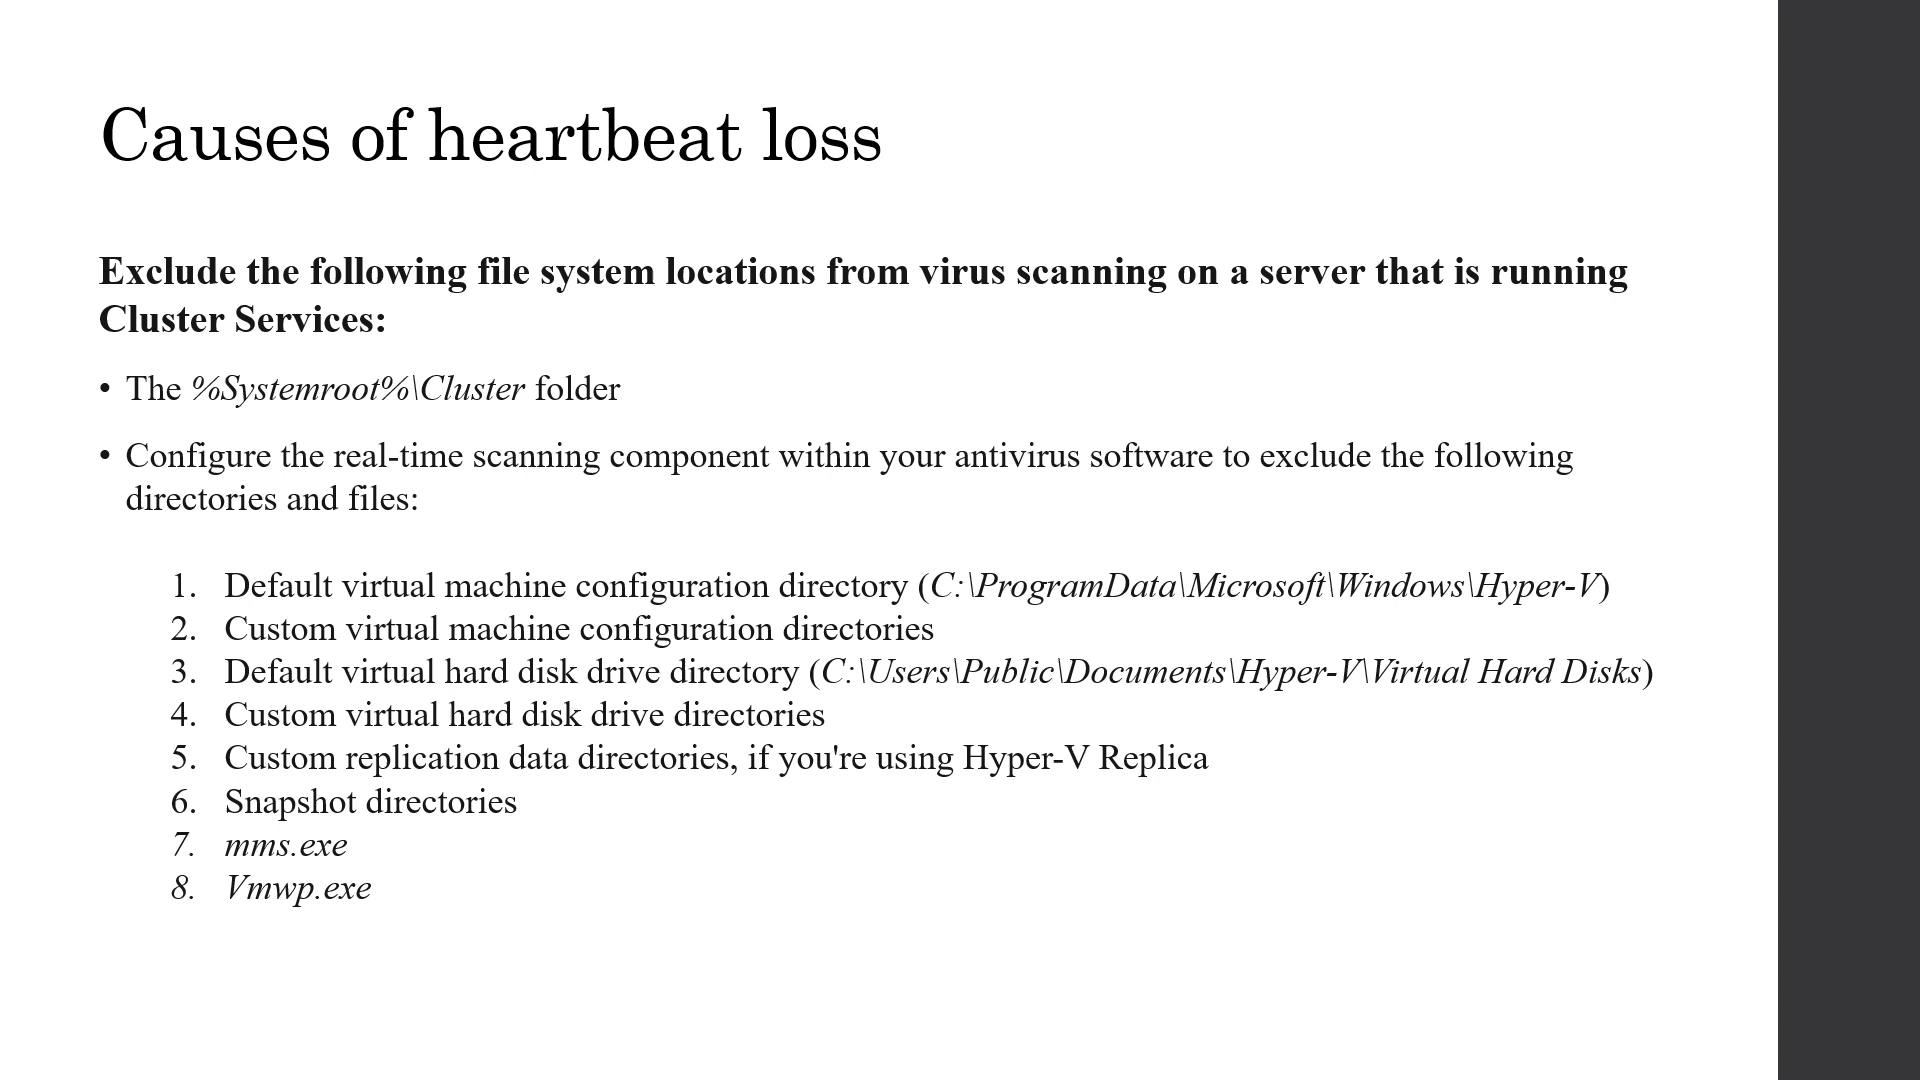 Causes of heartbeat loss
Exclude the following file system locations from virus scanning on a server that is running
Cluster Services:
• The %Systemroot%\Cluster folder
• Configure the real-time scanning component within your antivirus software to exclude the following
directories and files:
1. Default virtual machine configuration directory (C:\ProgramData\Microsoft\Windows\Hyper-V)
2. Custom virtual machine configuration directories
3. Default virtual hard disk drive directory (C:\Users\Public\Documents\Hyper-V\Virtual Hard Disks)
4. Custom virtual hard disk drive directories
5. Custom replication data directories, if you're using Hyper-V Replica
6. Snapshot directories
7. mms.exe
8. Vmwp.exe